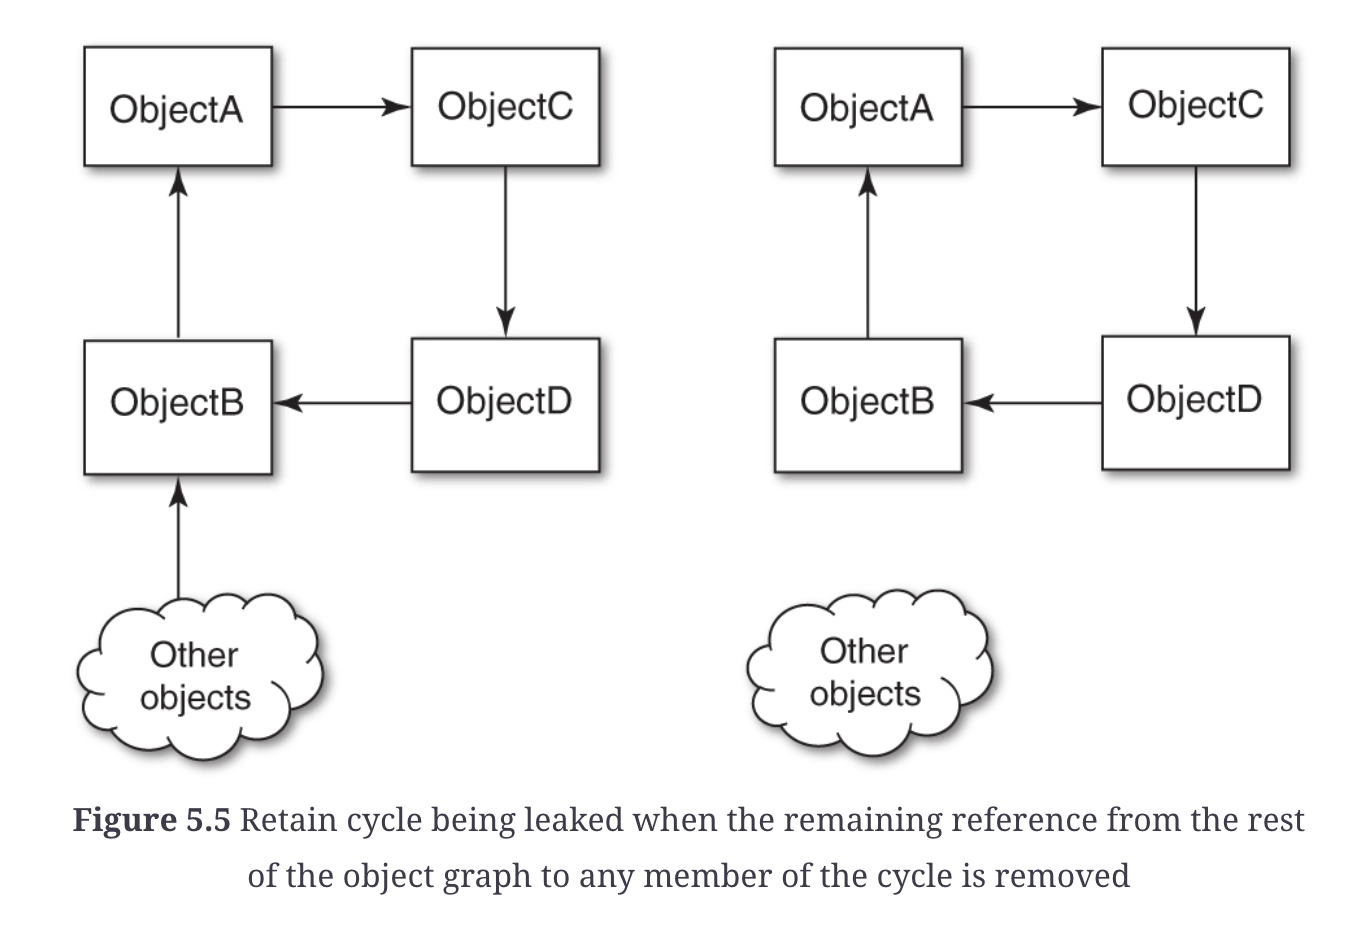 ObjectA
ObjectC
ObjectB
ObjectD
Other
objects
ObjectA
ObjectC
ObjectB
ObjectD
Other
objects
Figure 5.5 Retain cycle being leaked when the remaining reference from the rest
of the object graph to any member of the cycle is removed